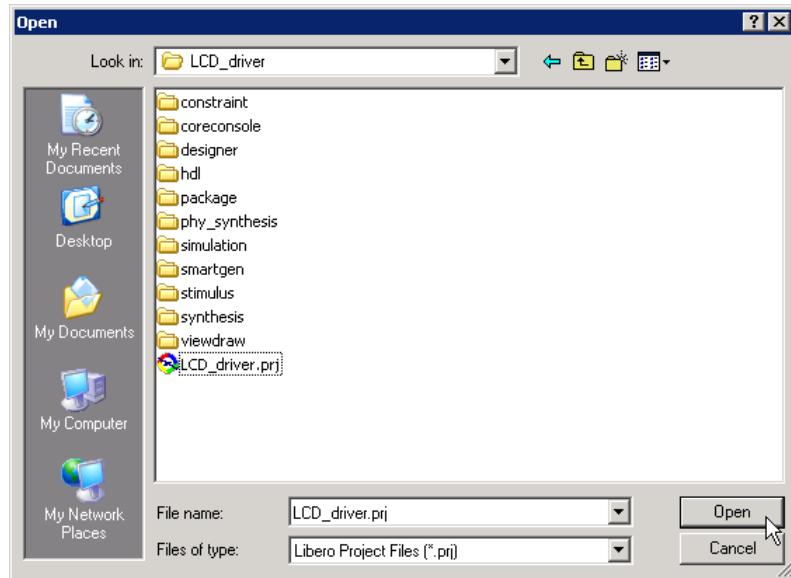 Open
Look in: LCD_driver
My Recent
Documents
Desktop
My Documents
My Computer
My Network
Places
constraint
coreconsole
designer
hdl
package
phy_synthesis
simulation
smartgen
stimulus
synthesis
viewdraw
LCD_driver.prj
File name: LCD_driver.prj Open
Files of type: Libero Project Files (*.prj) Cancel